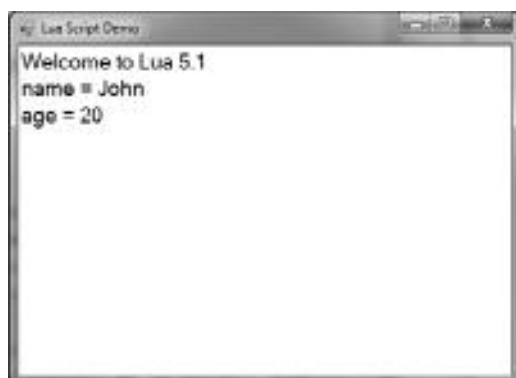 Lua Script Demo
Welcome to Lua 5.1
name = John
age = 20